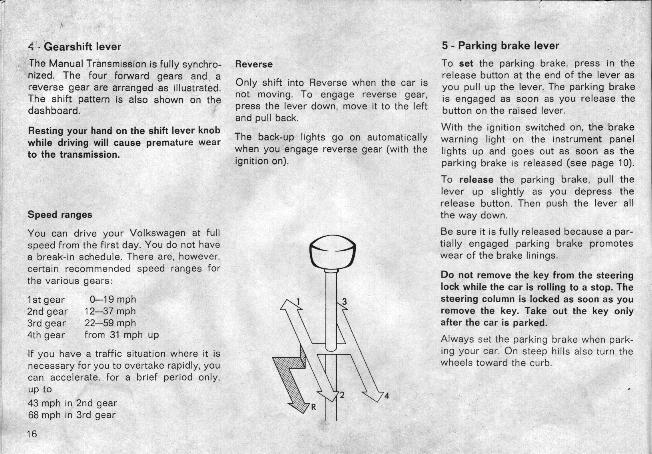 4 - Gearshift lever
The Manual Transmission is fully synchro-
nized. The four forward gears and a
reverse gear are arranged as illustrated.
The shift pattern is also shown on the
dashboard.
Resting your hand on the shift lever knob
while driving will cause premature wear
to the transmission.
Speed ranges
You can drive your Volkswagen at full
speed from the first day. You do not have
a break-in schedule. There are, however,
certain recommended speed ranges for
the various gears:
1st gear 0—19 mph
2nd gear 12—37 mph
3rd gear 22—59 mph
4th gear from 31 mph up
If you have a traffic situation where it is
necessary for you to overtake rapidly, you
can accelerate, for a brief period only,
up to
43 mph in 2nd gear
68 mph in 3rd gear
16
Reverse
Only shift into Reverse when the car is
not moving. To engage reverse gear,
press the lever down, move it to the left
and pull back.
The back-up lights go on automatically
when you engage reverse gear (with the
ignition on).
1 3
2 4
R
5 - Parking brake lever
To set the parking brake, press in the
release button at the end of the lever as
you pull up the lever. The parking brake
is engaged as soon as you release the
button on the raised lever.
With the ignition switched on, the brake
warning light on the instrument panel
lights up and goes out as soon as the
parking brake is released (see page 10).
To release the parking brake, pull the
lever up slightly as you depress the
release button. Then push the lever all
the way down.
Be sure it is fully released because a par-
tially engaged parking brake promotes
wear of the brake linings.
Do not remove the key from the steering
lock while the car is rolling to a stop. The
steering column is locked as soon as you
remove the key. Take out the key only
after the car is parked.
Always set the parking brake when park-
ing your car. On steep hills also turn the
wheels toward the curb.